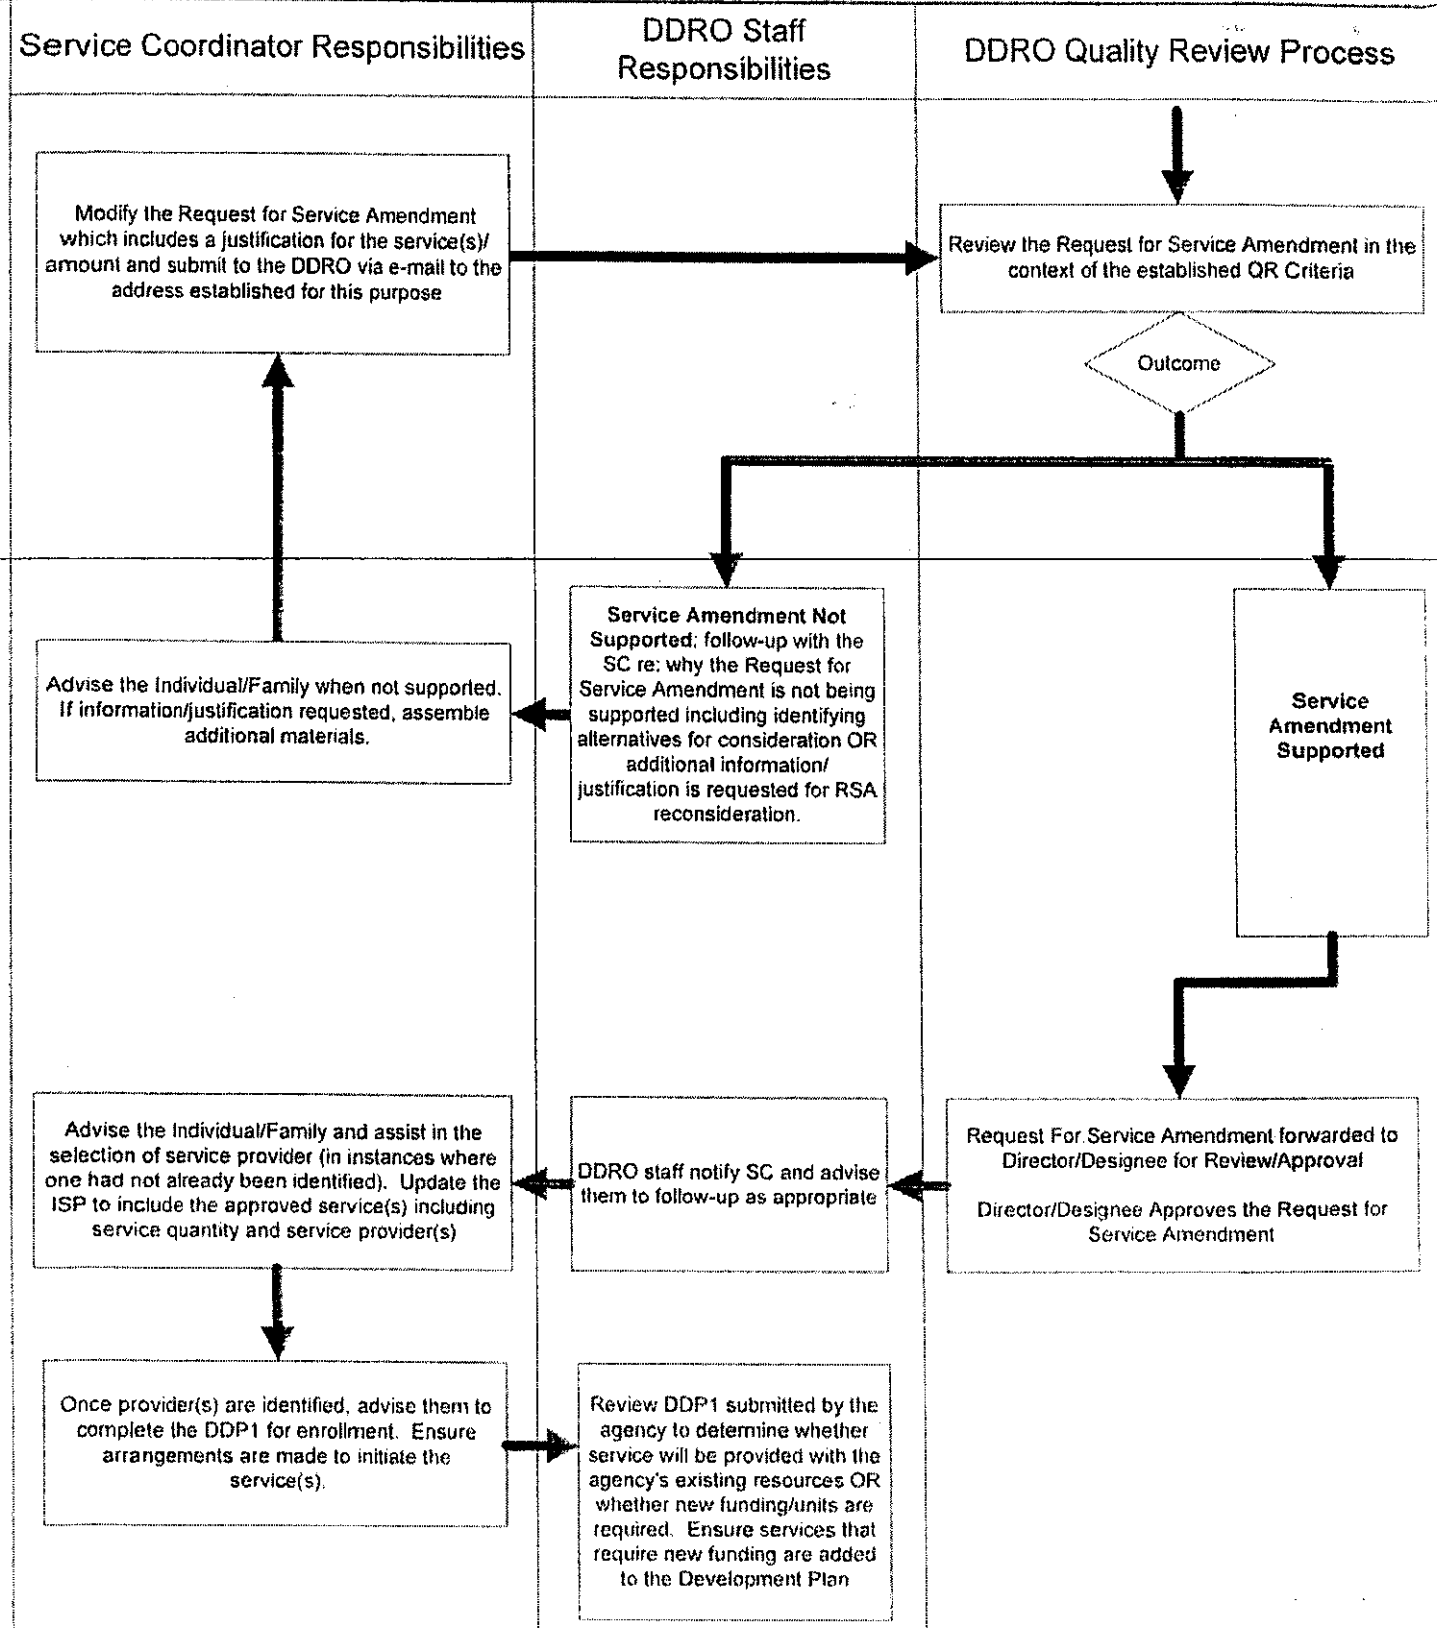 Service Coordinator Responsibilities
DDRO Staff
Responsibilities
DDRO Quality Review Process
Modify the Request for Service Amendment
which includes a justification for the service(s)/
amount and submit to the DDRO via e-mail to the
address established for this purpose
Review the Request for Service Amendment in the
context of the established QR Criteria
Outcome
Service Amendment Not
Supported; follow-up with the
SC re: why the Request for
Service Amendment is not being
supported including identifying
alternatives for consideration OR
additional information/
justification is requested for RSA
reconsideration.
Advise the Individual/Family when not supported.
If information/justification requested, assemble
additional materials.
Service
Amendment
Supported
Advise the Individual/Family and assist in the
selection of service provider (in instances where
one had not already been identified). Update the
ISP to include the approved service(s) including
service quantity and service provider(s)
DDRO staff notify SC and advise
them to follow-up as appropriate
Request For Service Amendment forwarded to
Director/Designee for Review/Approval
Director/Designee Approves the Request for
Service Amendment
Once provider(s) are identified, advise them to
complete the DDP1 for enrollment. Ensure
arrangements are made to initiate the
service(s).
Review DDP1 submitted by the
agency to determine whether
service will be provided with the
agency's existing resources OR
whether new funding/units are
required. Ensure services that
require new funding are added
to the Development Plan